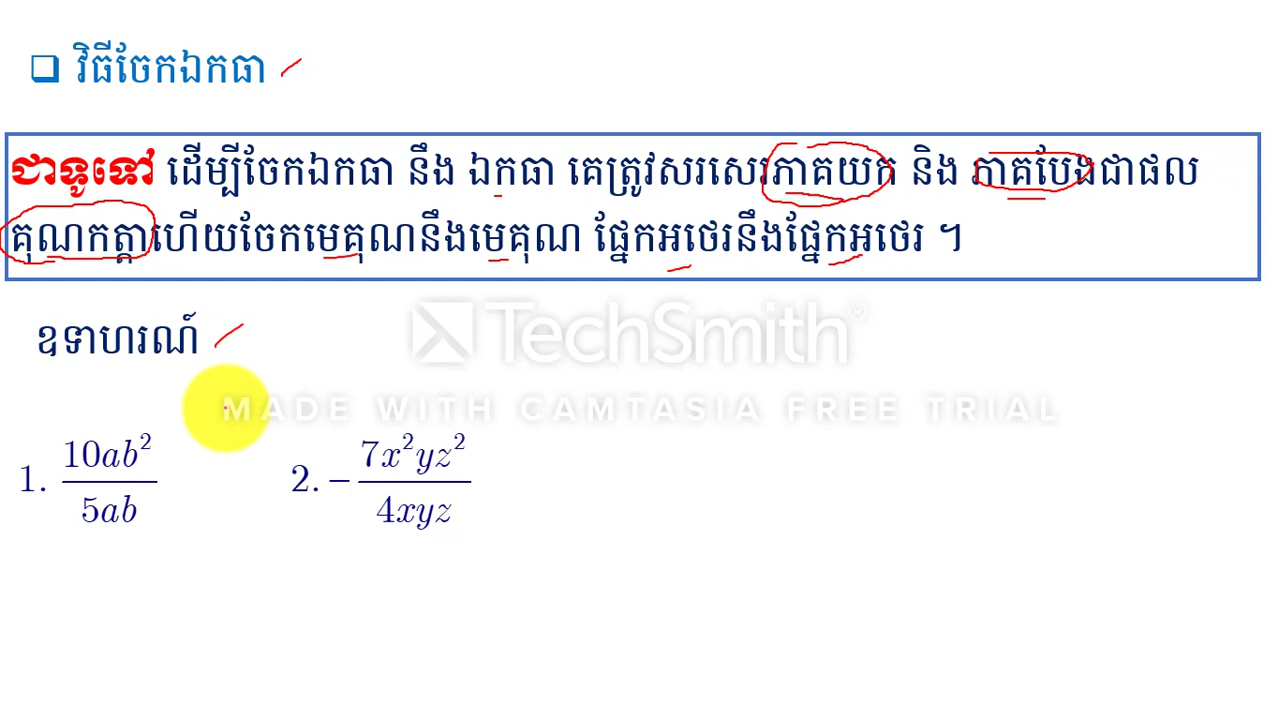 ❑ វិធីចែកឯកធា
ជាទូទៅ ដើម្បីចែកឯកធា នឹង ឯកធា គេត្រូវសរសេរភាគយក និង ភាគបែងជាផល
គុណកត្តាហើយចែកមេគុណនឹងមេគុណ ផ្នែកអថេរនឹងផ្នែកអថេរ ។
ឧទាហរណ៍
TechSmith®
MADE WITH CAMTASIA FREE TRIAL
1. 10ab²/5ab 2. −7x²yz²/4xyz